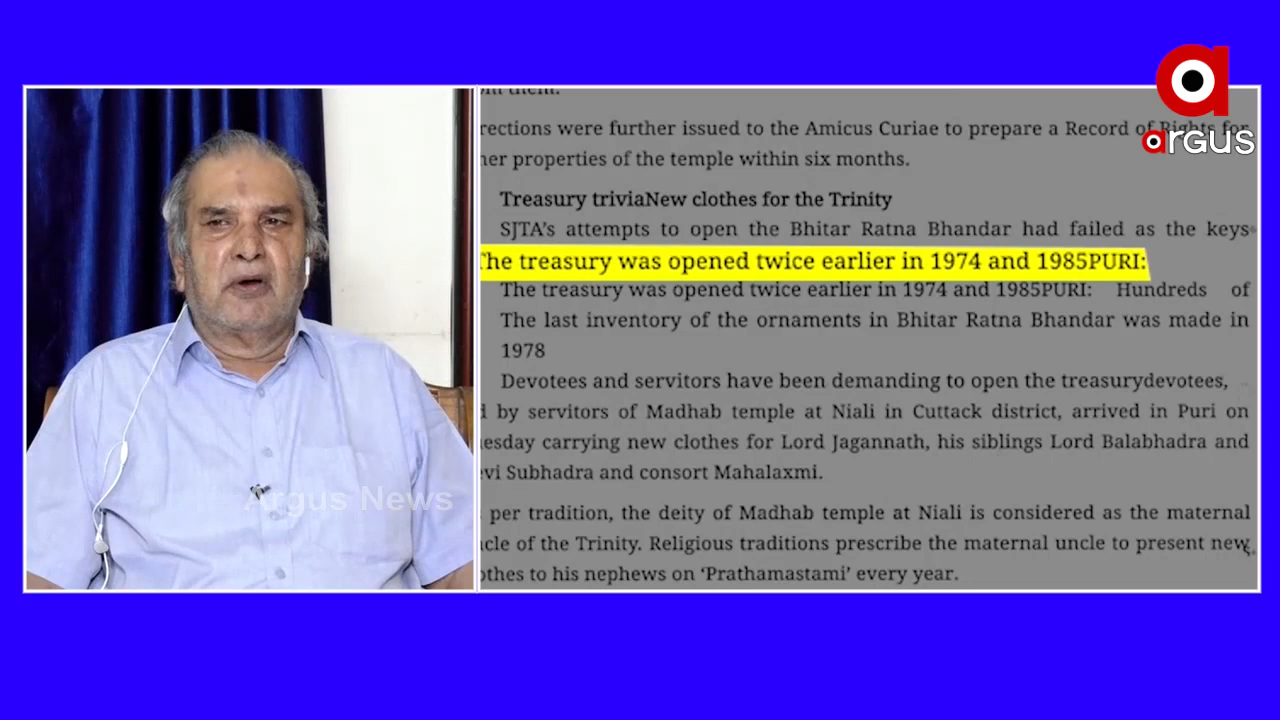 argus
om them.
rections were further issued to the Amicus Curiae to prepare a Record of Rights for
her properties of the temple within six months.
Treasury triviaNew clothes for the Trinity
SJTA's attempts to open the Bhitar Ratna Bhandar had failed as the keys
The treasury was opened twice earlier in 1974 and 1985PURI:
The treasury was opened twice earlier in 1974 and 1985PURI: Hundreds of
The last inventory of the ornaments in Bhitar Ratna Bhandar was made in
1978
Devotees and servitors have been demanding to open the treasurydevotees,
d by servitors of Madhab temple at Niali in Cuttack district, arrived in Puri on
uesday carrying new clothes for Lord Jagannath, his siblings Lord Balabhadra and
evi Subhadra and consort Mahalaxmi.
per tradition, the deity of Madhab temple at Niali is considered as the maternal
ncle of the Trinity. Religious traditions prescribe the maternal uncle to present new
othes to his nephews on ‘Prathamastami’ every year.
Argus News